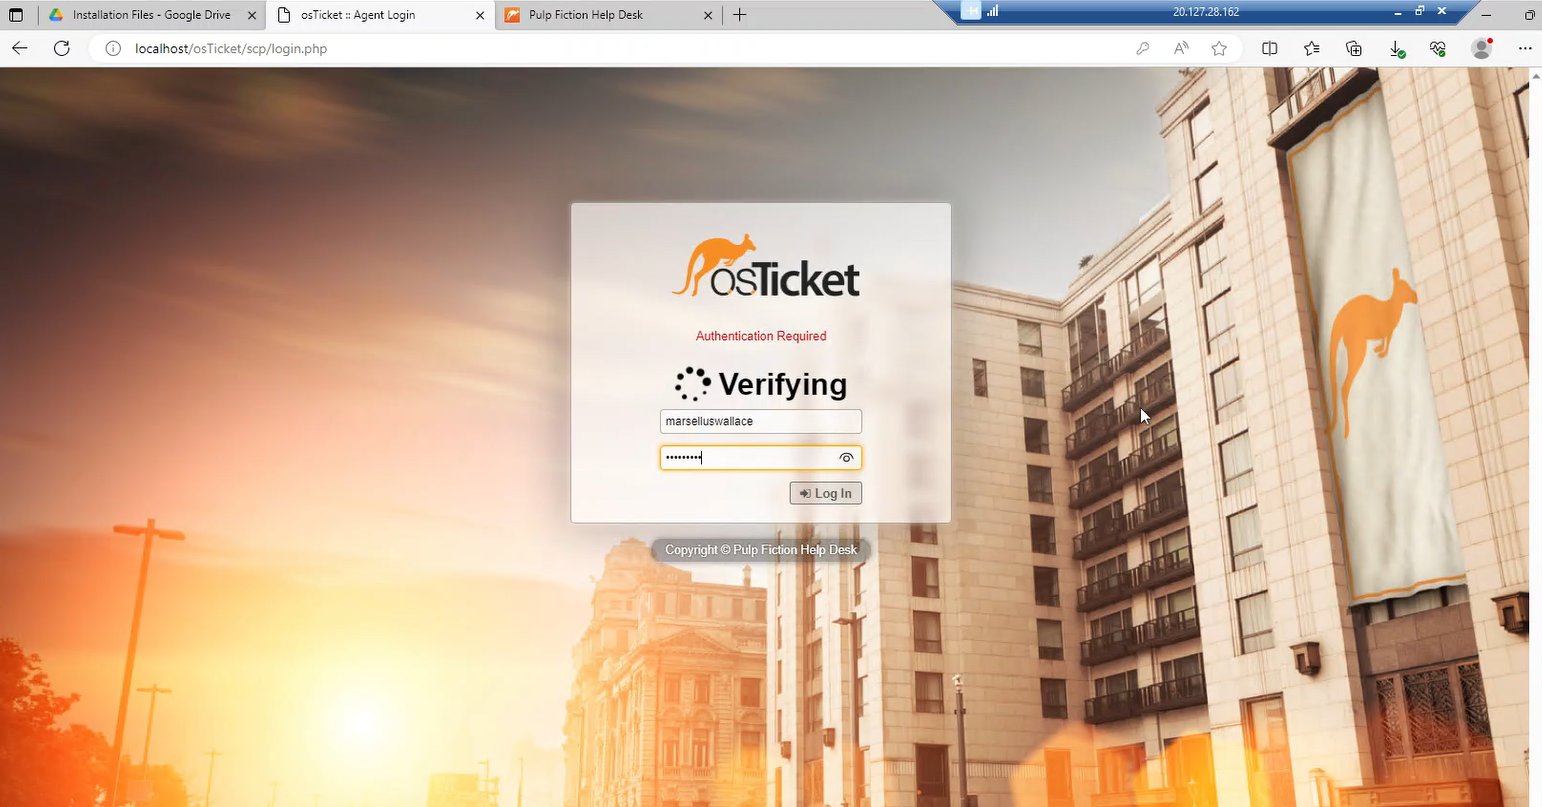 Installation Files - Google Drive
osTicket :: Agent Login
Pulp Fiction Help Desk
20.127.28.162
localhost/osTicket/scp/login.php
osTicket
Authentication Required
Verifying
marselluswallace
•••••••••
Log In
Copyright © Pulp Fiction Help Desk